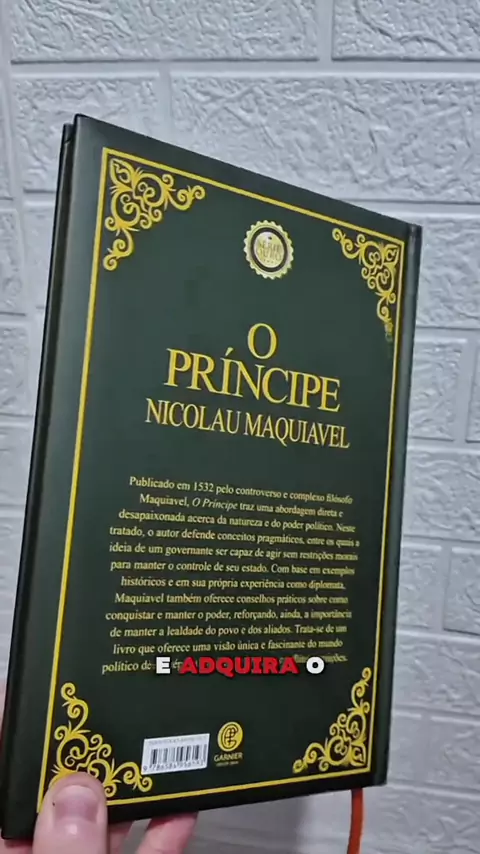 O
PRÍNCIPE
NICOLAU MAQUIAVEL
Publicado em 1532 pelo controverso e complexo filósofo
Maquiavel, O Príncipe traz uma abordagem direta e
desapaixonada acerca da natureza e do poder político. Neste
tratado, o autor defende conceitos pragmáticos, entre os quais a
ideia de um governante ser capaz de agir sem restrições morais
para manter o controle de seu estado. Com base em exemplos
históricos e em sua própria experiência como diplomata,
Maquiavel também oferece conselhos práticos sobre como
conquistar e manter o poder, reforçando, ainda, a importância
de manter a lealdade do povo e dos aliados. Trata-se de um
livro que oferece uma visão única e fascinante do mundo
político de
E ADQUIRA O
GARNIER